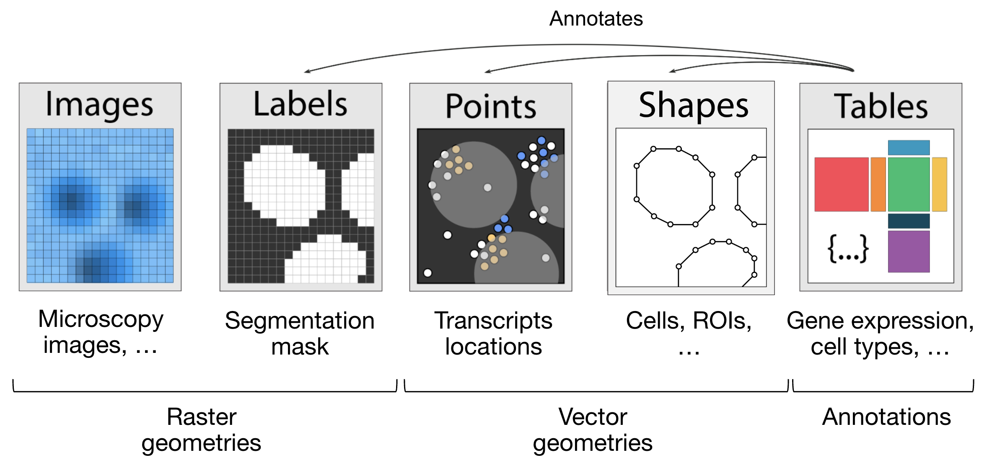 Annotates
Images
Labels
Points
Shapes
Tables
{...}
Microscopy
images, …
Segmentation
mask
Transcripts
locations
Cells, ROIs,
…
Gene expression,
cell types, …
Raster
geometries
Vector
geometries
Annotations